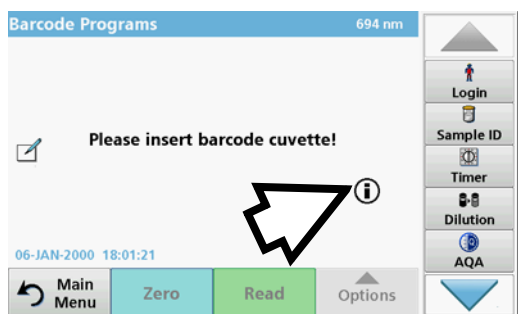 Barcode Programs 694 nm
Please insert barcode cuvette!
i
06-JAN-2000 18:01:21
Main
Menu
Zero
Read
Options
Login
Sample ID
Timer
Dilution
AQA